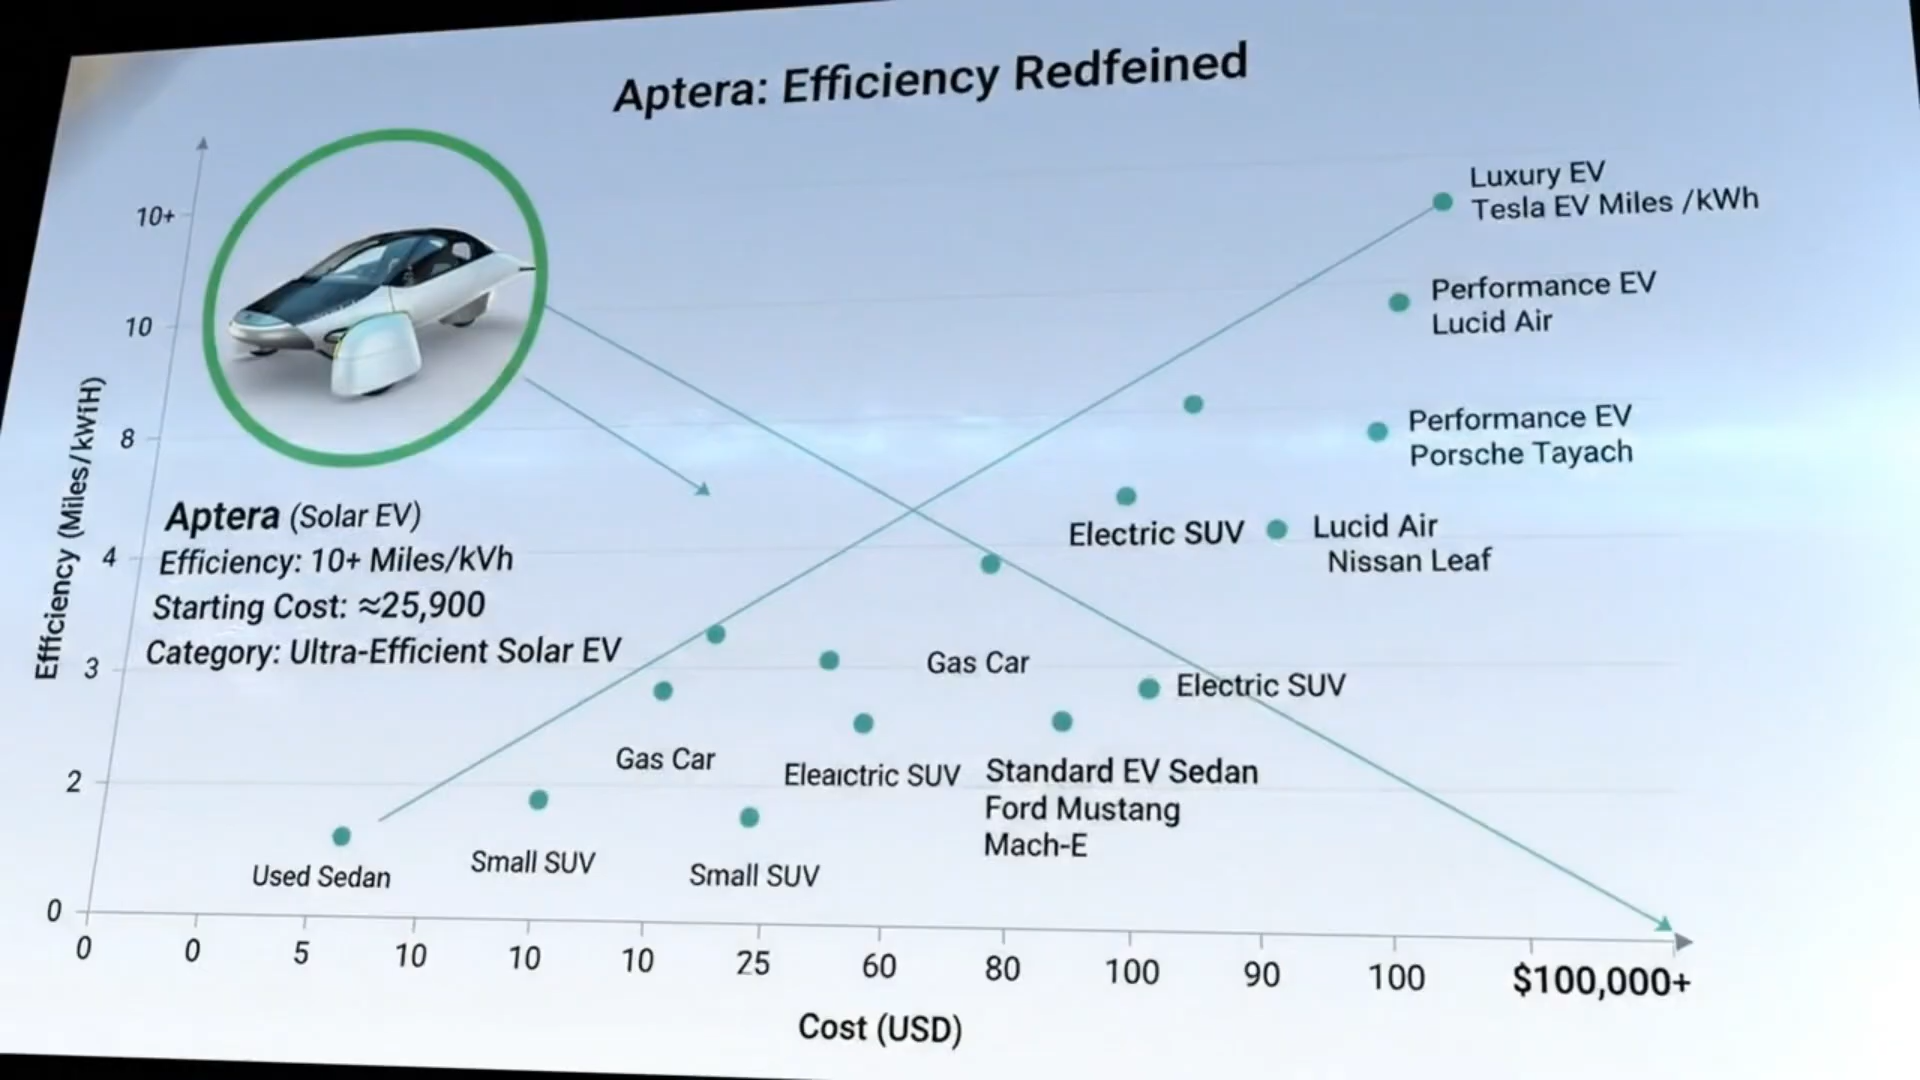 Aptera: Efficiency Redfeined
Luxury EV
Tesla EV Miles /kWh
Performance EV
Lucid Air
Performance EV
Porsche Tayach
Electric SUV
Lucid Air
Nissan Leaf
Aptera (Solar EV)
Efficiency: 10+ Miles/kVh
Starting Cost: ≈25,900
Category: Ultra-Efficient Solar EV
Gas Car
Electric SUV
Gas Car
Eleaıctric SUV
Standard EV Sedan
Ford Mustang
Mach-E
Used Sedan
Small SUV
Small SUV
10+
10
8
4
3
2
0
0 0 5 10 10 10 25 60 80 100 90 100 $100,000+
Cost (USD)